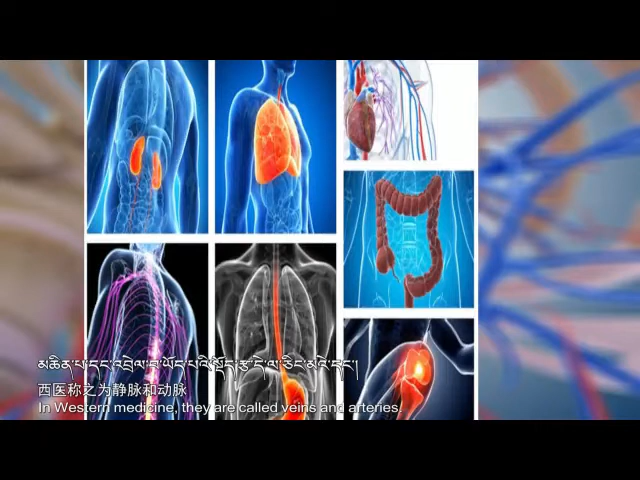 མཆིན་པ་དང་འབྲེལ་བ་ཡོད་པའི་སྡོད་རྩ་དེ་ལ་ཅིང་མའི་དང་།
西医称之为静脉和动脉
In Western medicine, they are called veins and arteries.